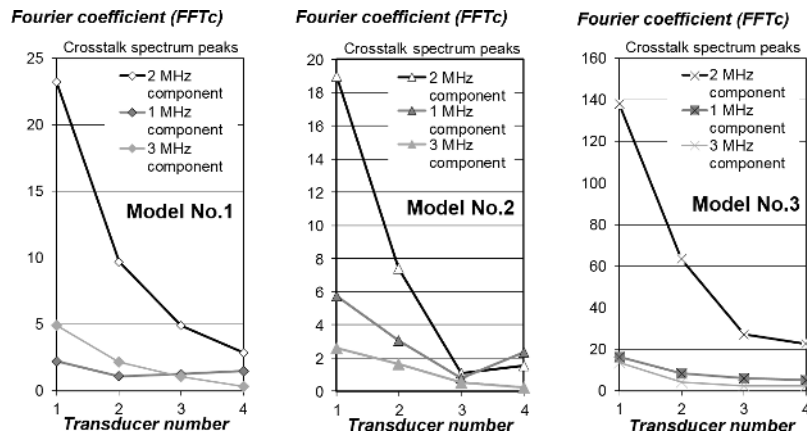 Fourier coefficient (FFTc)
Crosstalk spectrum peaks
25
20
15
10
5
0
2 MHz
component
1 MHz
component
3 MHz
component
Model No.1
1 2 3 4
Transducer number
Fourier coefficient (FFTc)
Crosstalk spectrum peaks
20
18
16
14
12
10
8
6
4
2
0
2 MHz
component
1 MHz
component
3 MHz
component
Model No.2
1 2 3 4
Transducer number
Fourier coefficient (FFTc)
Crosstalk spectrum peaks
160
140
120
100
80
60
40
20
0
2 MHz
component
1 MHz
component
3 MHz
component
Model No.3
1 2 3 4
Transducer number